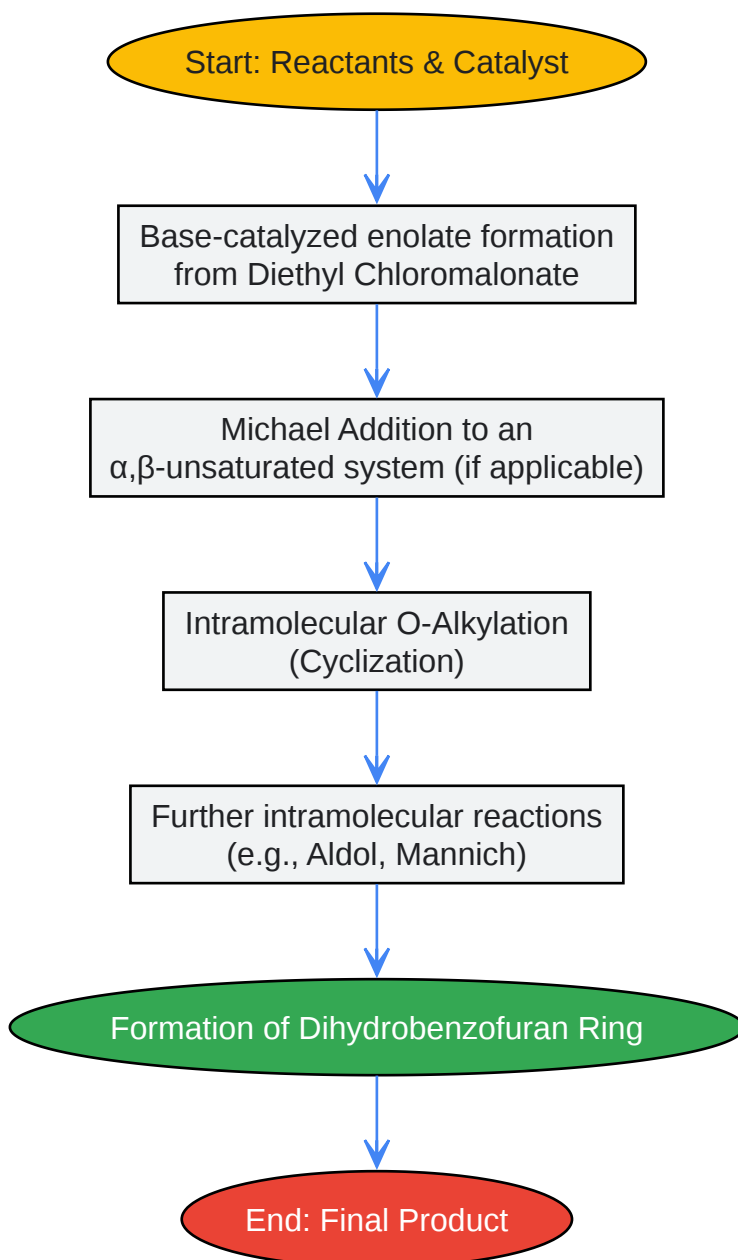 Start: Reactants & Catalyst
Base-catalyzed enolate formation
from Diethyl Chloromalonate
Michael Addition to an
α,β-unsaturated system (if applicable)
Intramolecular O-Alkylation
(Cyclization)
Further intramolecular reactions
(e.g., Aldol, Mannich)
Formation of Dihydrobenzofuran Ring
End: Final Product